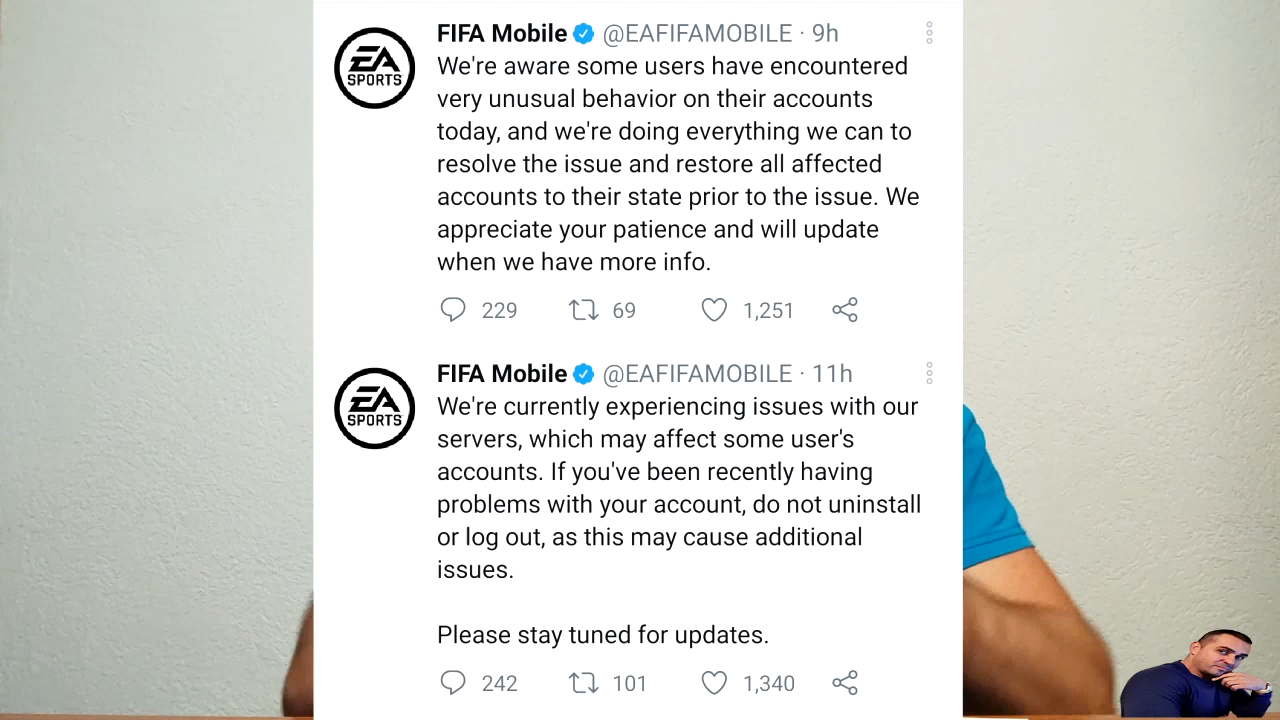 FIFA Mobile @EAFIFAMOBILE · 9h
EA
SPORTS
We're aware some users have encountered
very unusual behavior on their accounts
today, and we're doing everything we can to
resolve the issue and restore all affected
accounts to their state prior to the issue. We
appreciate your patience and will update
when we have more info.
229 69 1,251
FIFA Mobile @EAFIFAMOBILE · 11h
EA
SPORTS
We're currently experiencing issues with our
servers, which may affect some user's
accounts. If you've been recently having
problems with your account, do not uninstall
or log out, as this may cause additional
issues.
Please stay tuned for updates.
242 101 1,340